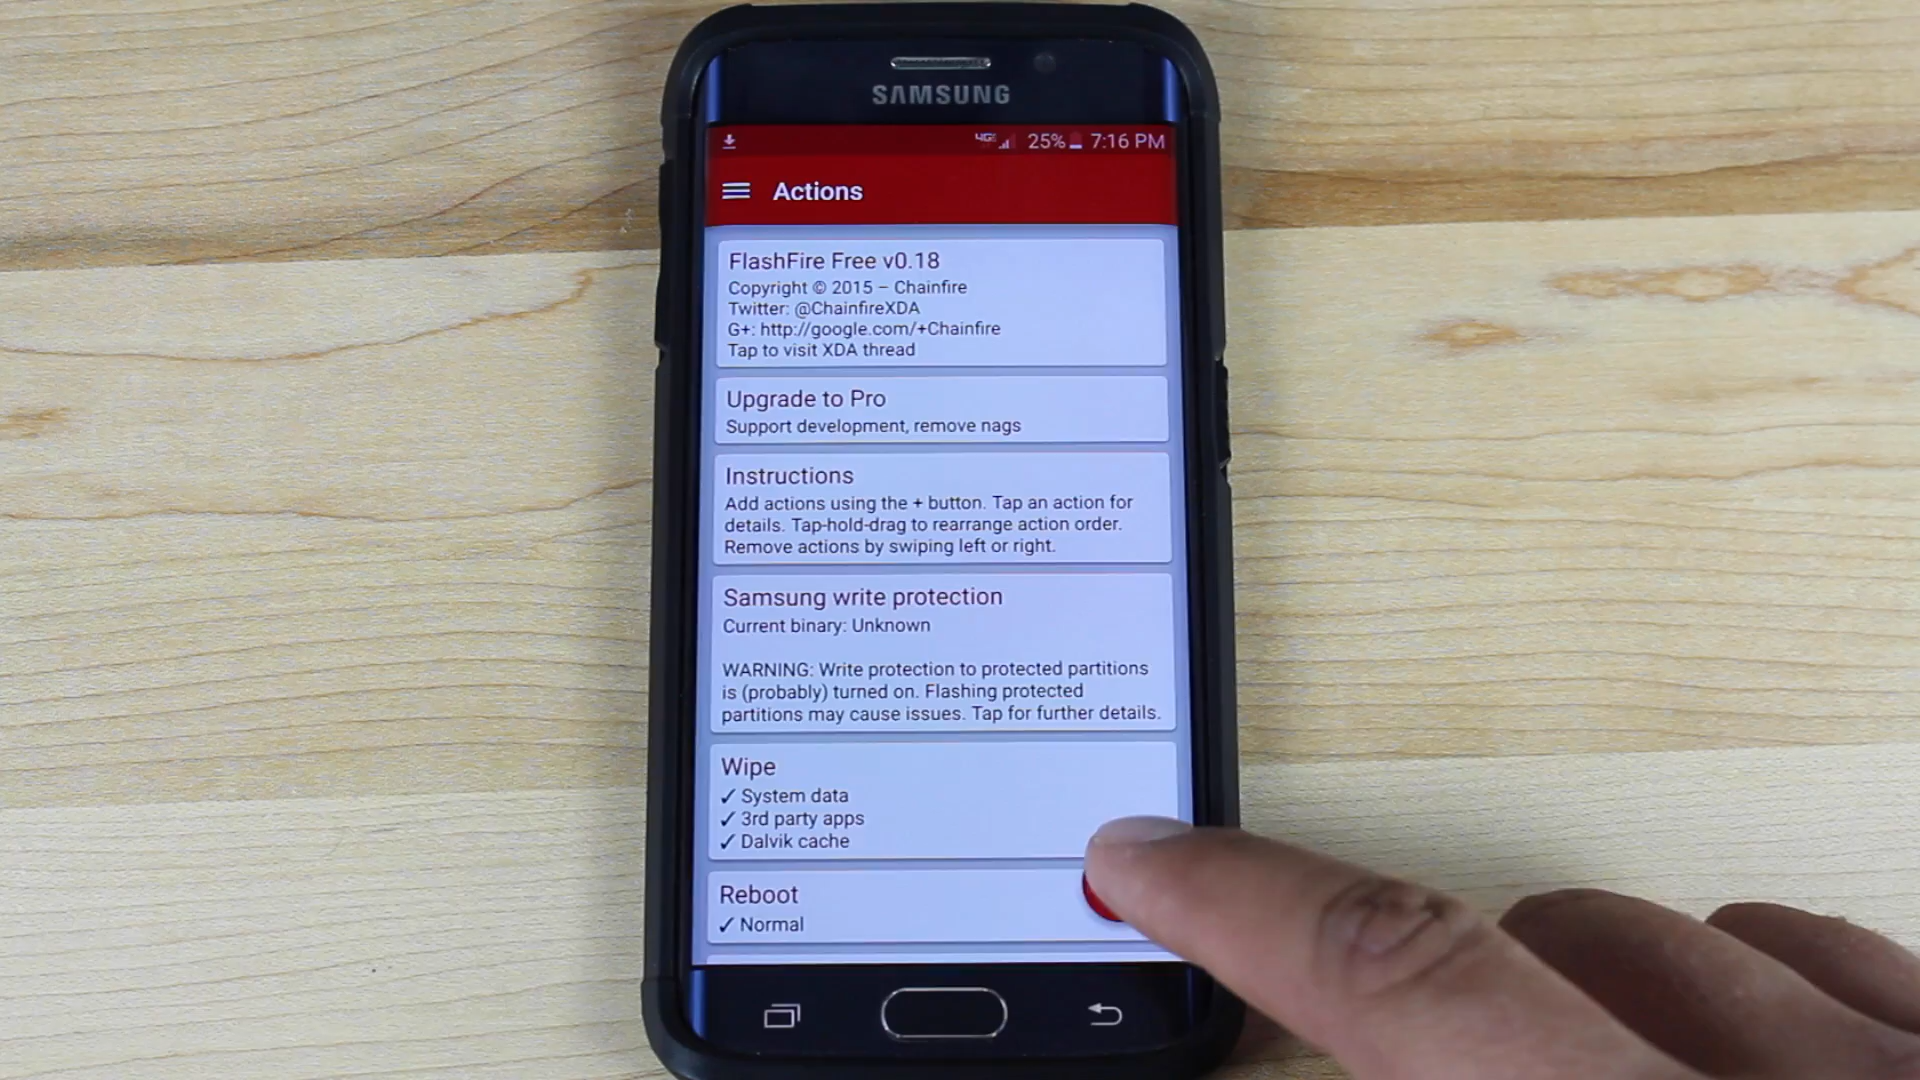 SAMSUNG
4G 25% 7:16 PM
Actions
FlashFire Free v0.18
Copyright © 2015 – Chainfire
Twitter: @ChainfireXDA
G+: http://google.com/+Chainfire
Tap to visit XDA thread
Upgrade to Pro
Support development, remove nags
Instructions
Add actions using the + button. Tap an action for
details. Tap-hold-drag to rearrange action order.
Remove actions by swiping left or right.
Samsung write protection
Current binary: Unknown
WARNING: Write protection to protected partitions
is (probably) turned on. Flashing protected
partitions may cause issues. Tap for further details.
Wipe
✓ System data
✓ 3rd party apps
✓ Dalvik cache
Reboot
✓ Normal